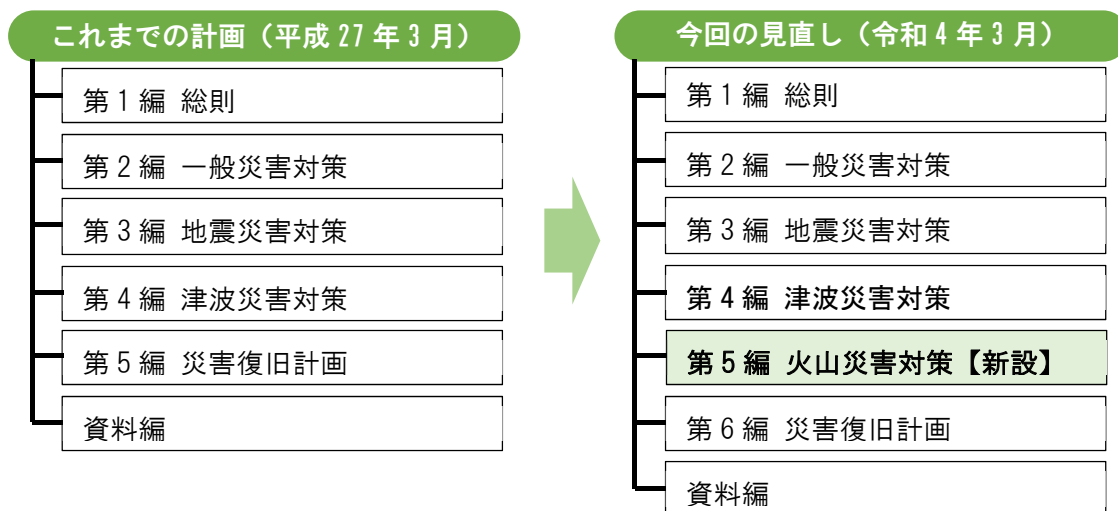 これまでの計画（平成27年3月）
第1編 総則
第2編 一般災害対策
第3編 地震災害対策
第4編 津波災害対策
第5編 災害復旧計画
資料編
今回の見直し（令和4年3月）
第1編 総則
第2編 一般災害対策
第3編 地震災害対策
第4編 津波災害対策
第5編 火山災害対策【新設】
第6編 災害復旧計画
資料編